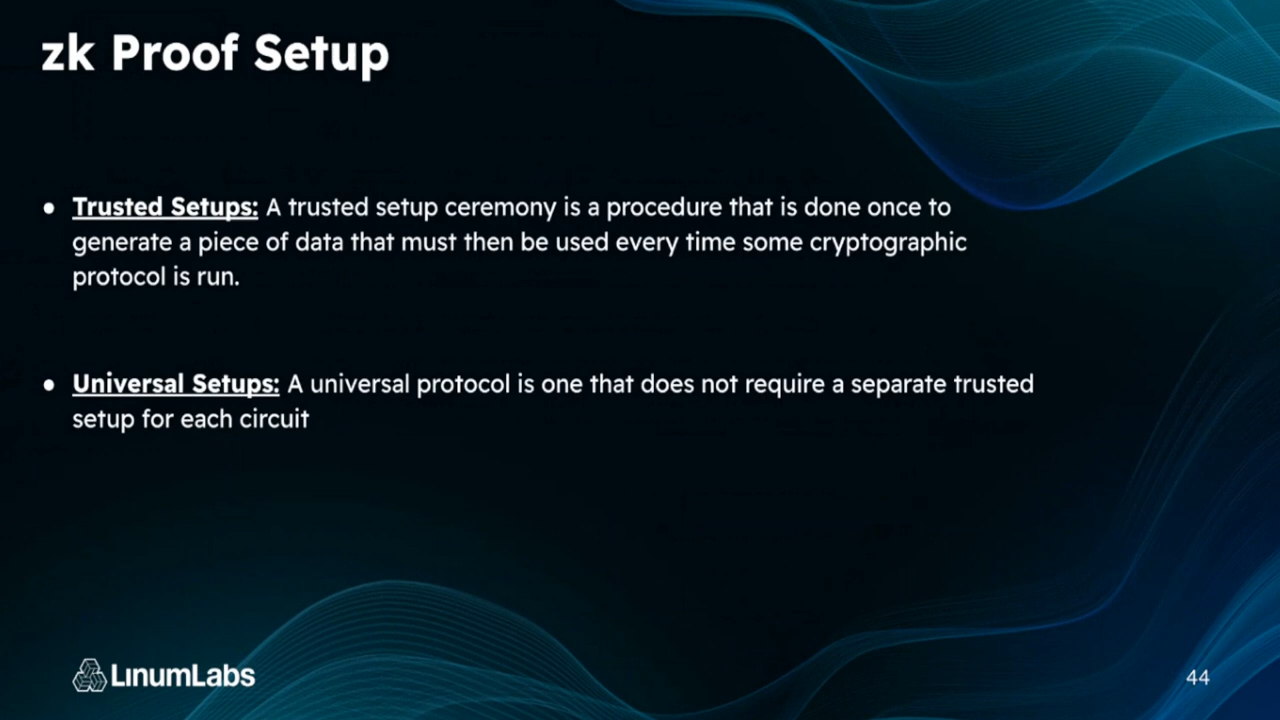 zk Proof Setup
● Trusted Setups: A trusted setup ceremony is a procedure that is done once to
generate a piece of data that must then be used every time some cryptographic
protocol is run.
● Universal Setups: A universal protocol is one that does not require a separate trusted
setup for each circuit
LinumLabs
44